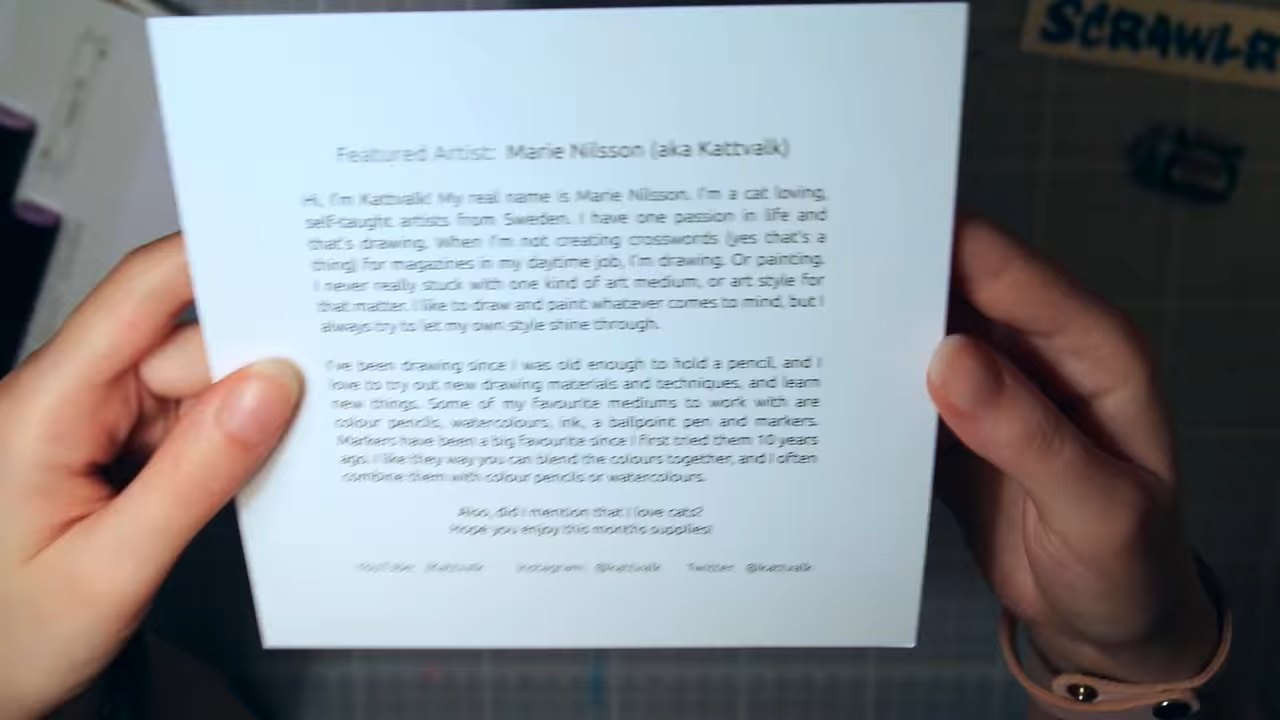 SCRAWLR
Featured Artist: Marie Nilsson (aka Kattvalk)
Hi, I'm Kattvalk! My real name is Marie Nilsson. I'm a cat loving,
self-taught artists from Sweden. I have one passion in life and
that's drawing. When I'm not creating crosswords (yes that's a
thing) for magazines in my daytime job, I'm drawing. Or painting.
I never really stuck with one kind of art medium, or art style for
that matter. I like to draw and paint whatever comes to mind, but I
always try to let my own style shine through.
I've been drawing since I was old enough to hold a pencil, and I
love to try out new drawing materials and techniques, and learn
new things. Some of my favourite mediums to work with are
colour pencils, watercolours, ink, a ballpoint pen and markers.
Markers have been a big favourite since I first tried them 10 years
ago. I like they way you can blend the colours together, and I often
combine them with colour pencils or watercolours.
Also, did I mention that I love cats?
Hope you enjoy this months supplies!
YouTube: /kattvalk Instagram: @kattvalk Twitter: @kattvalk